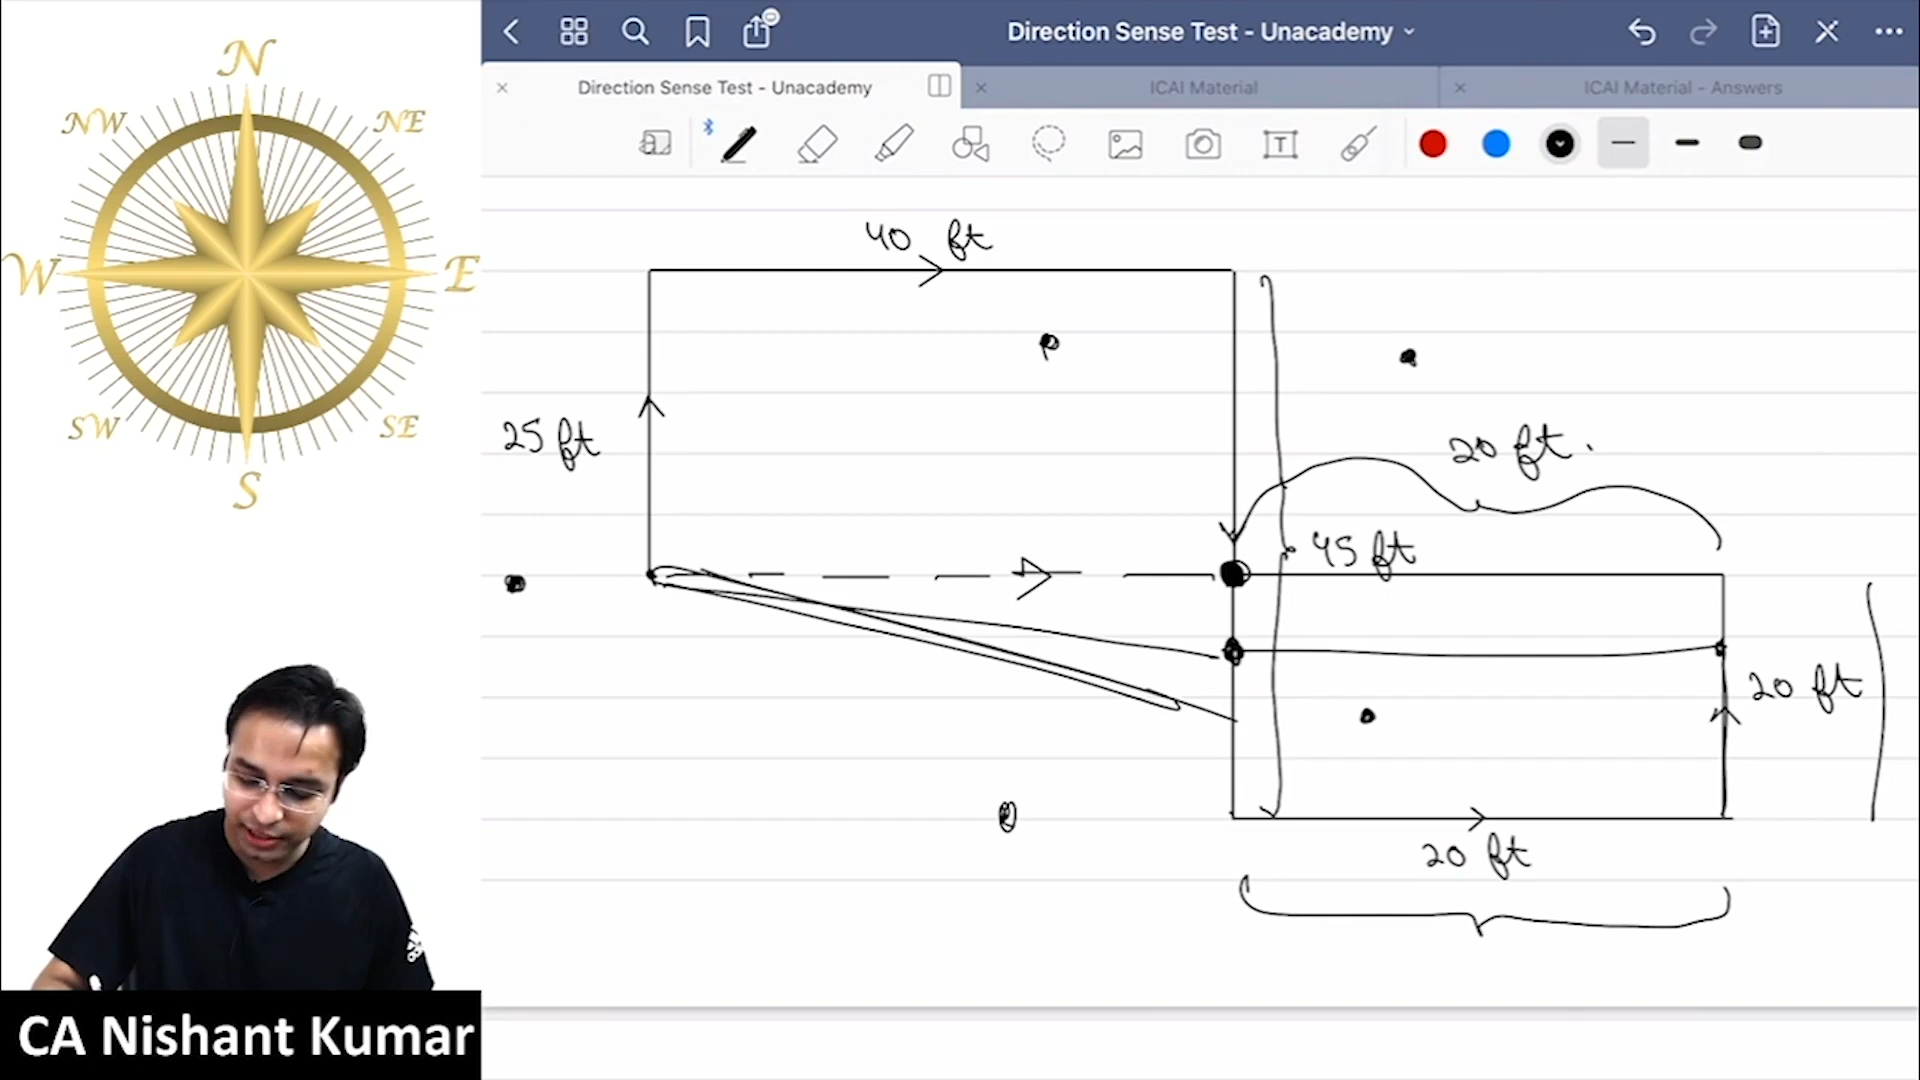 N
NW
NE
W
E
SW
SE
S
CA Nishant Kumar
Direction Sense Test - Unacademy
Direction Sense Test - Unacademy
ICAI Material
ICAI Material - Answers
T
40 ft
25 ft
20 ft.
45 ft
20 ft
20 ft